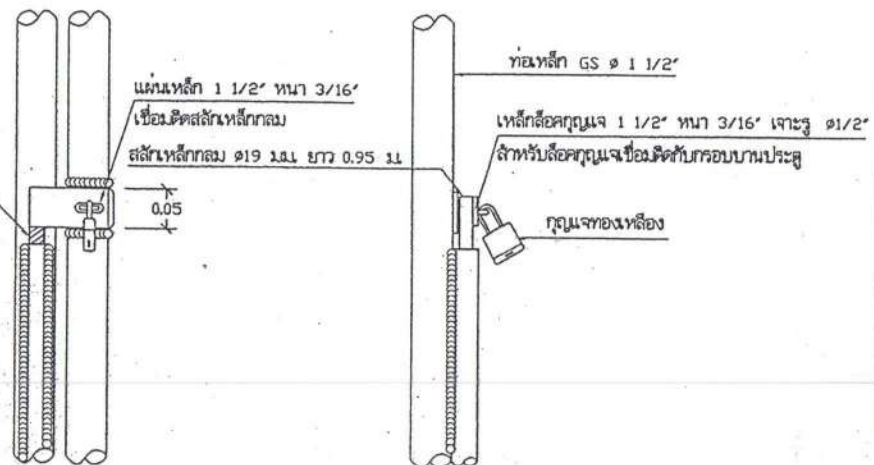 แผ่นเหล็ก 1 1/2" หนา 3/16"
เชื่อมติดสลักเหล็กกลม
สลักเหล็กกลม ø19 ม.ม. ยาว 0.95 ม.
0.05
ท่อเหล็ก GS ø 1 1/2"
เหล็กล็อคกุญแจ 1 1/2" หนา 3/16" เจาะรู ø1/2"
สำหรับล็อคกุญแจเชื่อมติดกับกรอบบานประตู
กุญแจทองเหลือง